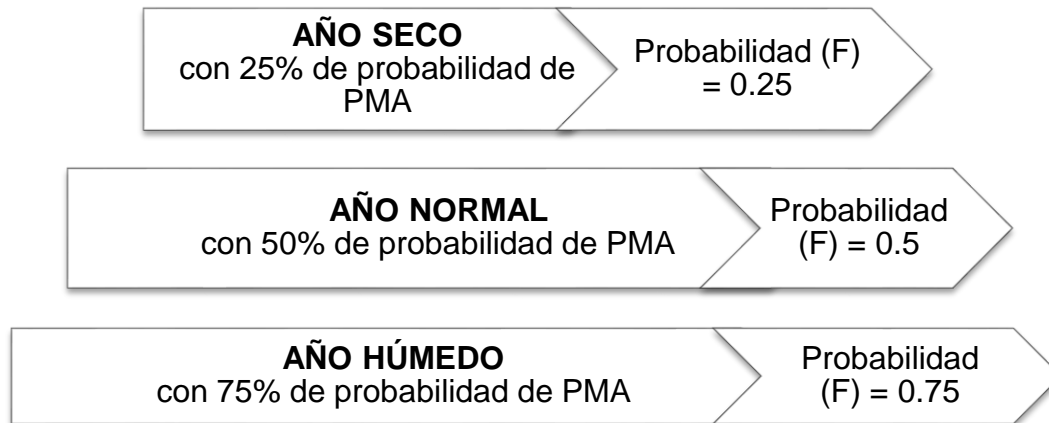 AÑO SECO
con 25% de probabilidad de
PMA
Probabilidad (F)
= 0.25
AÑO NORMAL
con 50% de probabilidad de PMA
Probabilidad
(F) = 0.5
AÑO HÚMEDO
con 75% de probabilidad de PMA
Probabilidad
(F) = 0.75